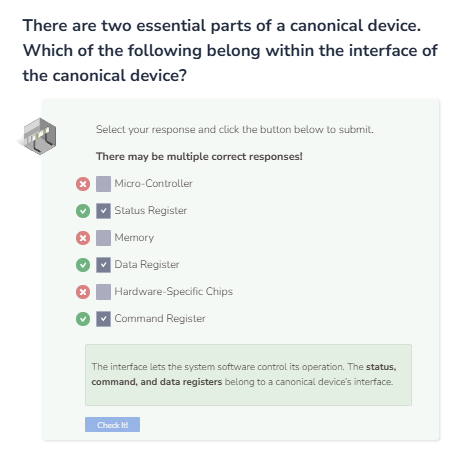 There are two essential parts of a canonical device.
Which of the following belong within the interface of
the canonical device?
Select your response and click the button below to submit.
There may be multiple correct responses!
Micro-Controller
Status Register
Memory
Data Register
Hardware-Specific Chips
Command Register
The interface lets the system software control its operation. The status,
command, and data registers belong to a canonical device's interface.
Check It!